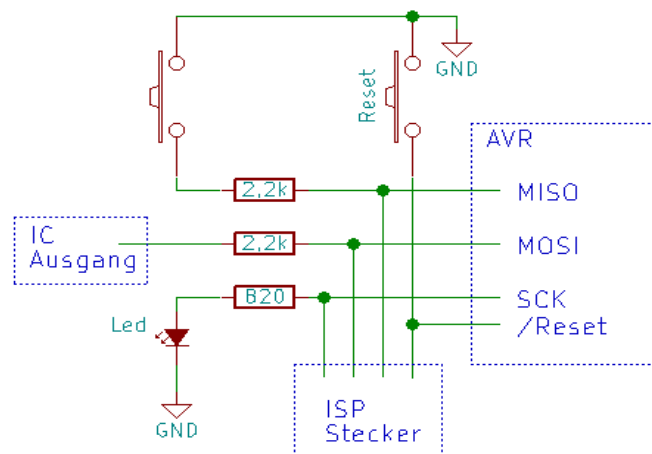 GND
Reset
AVR
2,2k
MISO
IC
Ausgang
2,2k
MOSI
820
SCK
Led
/Reset
ISP
Stecker
GND